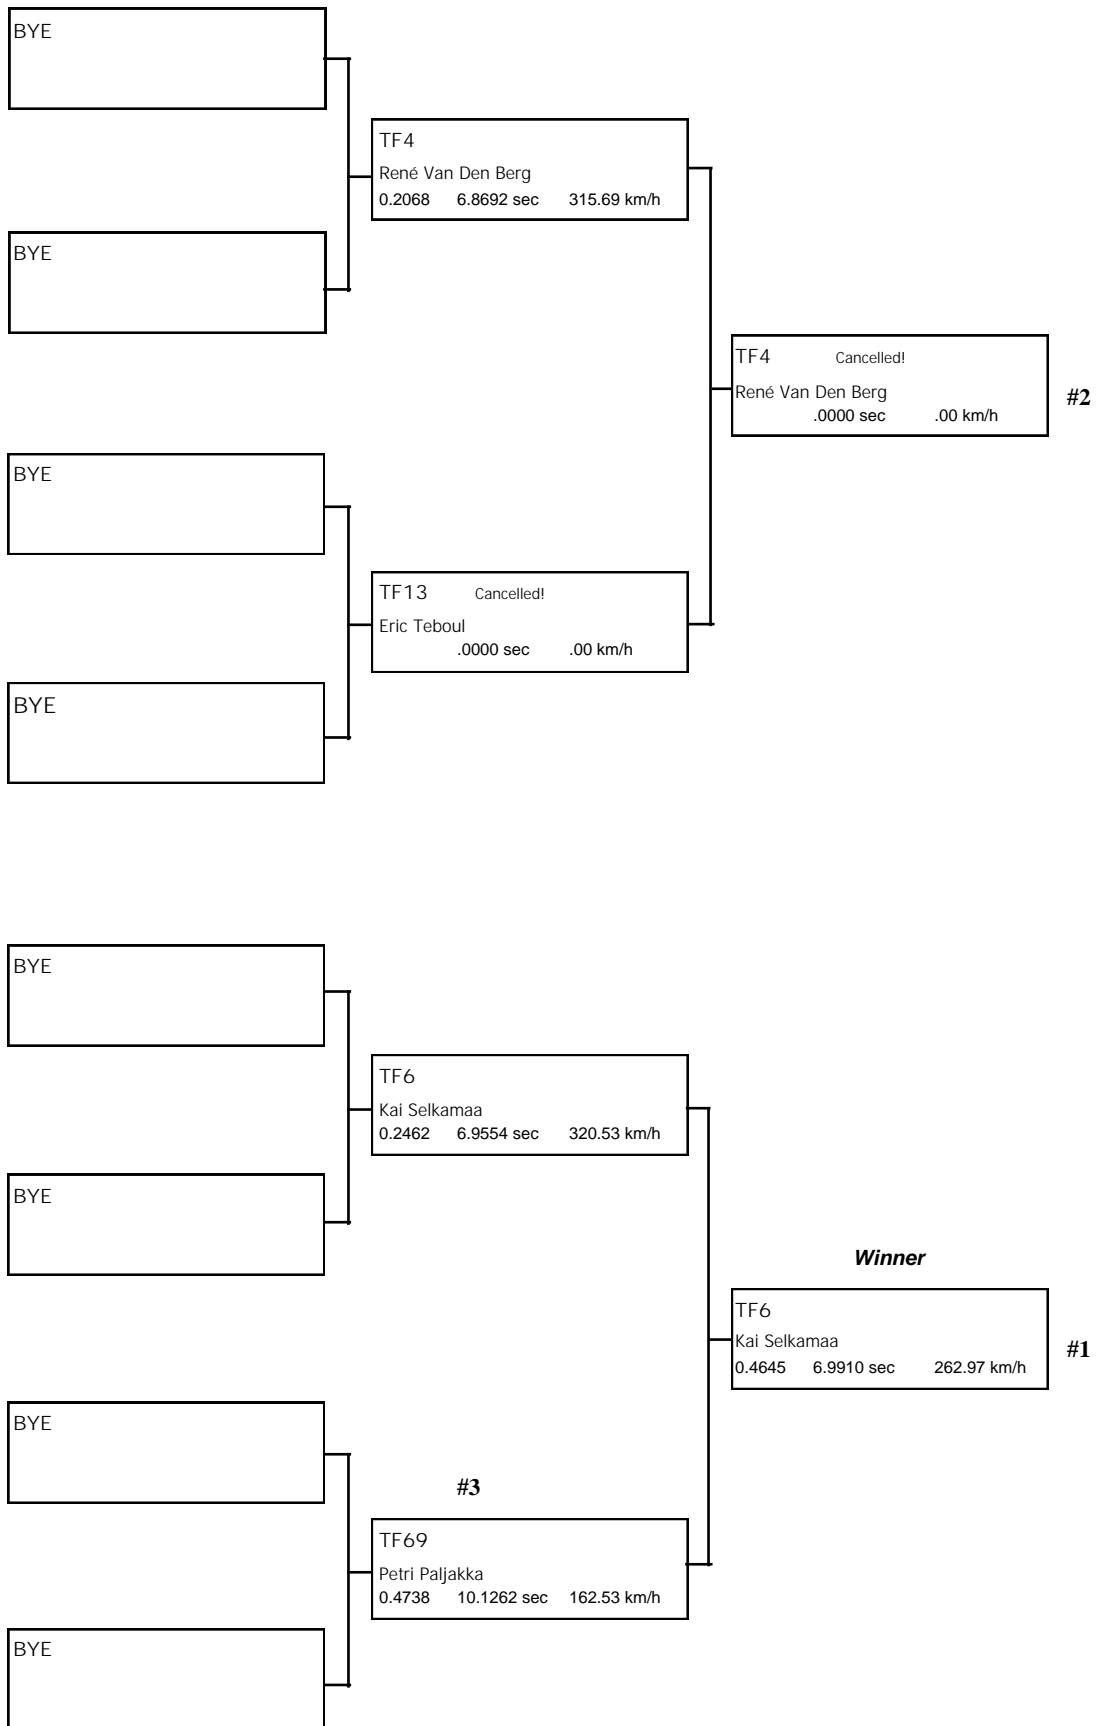 BYE
TF4
René Van Den Berg
0.2068 6.8692 sec 315.69 km/h
BYE
TF4 Cancelled!
René Van Den Berg
.0000 sec .00 km/h
#2
BYE
TF13 Cancelled!
Eric Teboul
.0000 sec .00 km/h
BYE
BYE
TF6
Kai Selkamaa
0.2462 6.9554 sec 320.53 km/h
BYE
Winner
TF6
Kai Selkamaa
0.4645 6.9910 sec 262.97 km/h
#1
BYE
#3
TF69
Petri Paljakka
0.4738 10.1262 sec 162.53 km/h
BYE